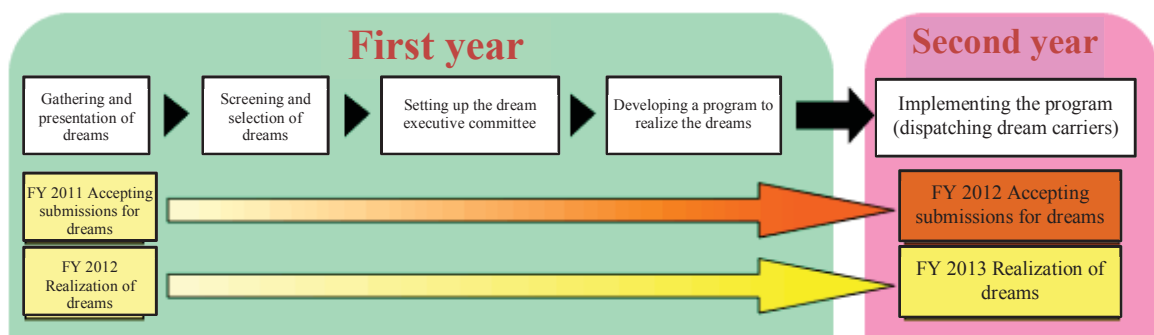 First year
Second year
Gathering and
presentation of
dreams
Screening and
selection of
dreams
Setting up the dream
executive committee
Developing a program to
realize the dreams
Implementing the program
(dispatching dream carriers)
FY 2011 Accepting
submissions for
dreams
FY 2012 Accepting
submissions for dreams
FY 2012
Realization of
dreams
FY 2013 Realization of
dreams